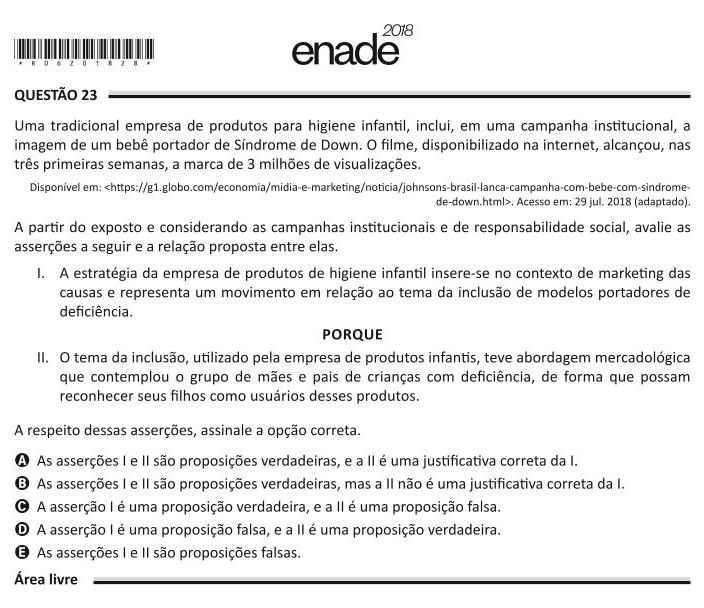 2018
enade
* R 0 6 2 0 1 8 2 8 *
QUESTÃO 23
Uma tradicional empresa de produtos para higiene infantil, inclui, em uma campanha institucional, a
imagem de um bebê portador de Síndrome de Down. O filme, disponibilizado na internet, alcançou, nas
três primeiras semanas, a marca de 3 milhões de visualizações.
Disponível em: <https://g1.globo.com/economia/midia-e-marketing/noticia/johnsons-brasil-lanca-campanha-com-bebe-com-sindrome-
de-down.html>. Acesso em: 29 jul. 2018 (adaptado).
A partir do exposto e considerando as campanhas institucionais e de responsabilidade social, avalie as
asserções a seguir e a relação proposta entre elas.
I. A estratégia da empresa de produtos de higiene infantil insere-se no contexto de marketing das
causas e representa um movimento em relação ao tema da inclusão de modelos portadores de
deficiência.
PORQUE
II. O tema da inclusão, utilizado pela empresa de produtos infantis, teve abordagem mercadológica
que contemplou o grupo de mães e pais de crianças com deficiência, de forma que possam
reconhecer seus filhos como usuários desses produtos.
A respeito dessas asserções, assinale a opção correta.
A As asserções I e II são proposições verdadeiras, e a II é uma justificativa correta da I.
B As asserções I e II são proposições verdadeiras, mas a II não é uma justificativa correta da I.
C A asserção I é uma proposição verdadeira, e a II é uma proposição falsa.
D A asserção I é uma proposição falsa, e a II é uma proposição verdadeira.
E As asserções I e II são proposições falsas.
Área livre